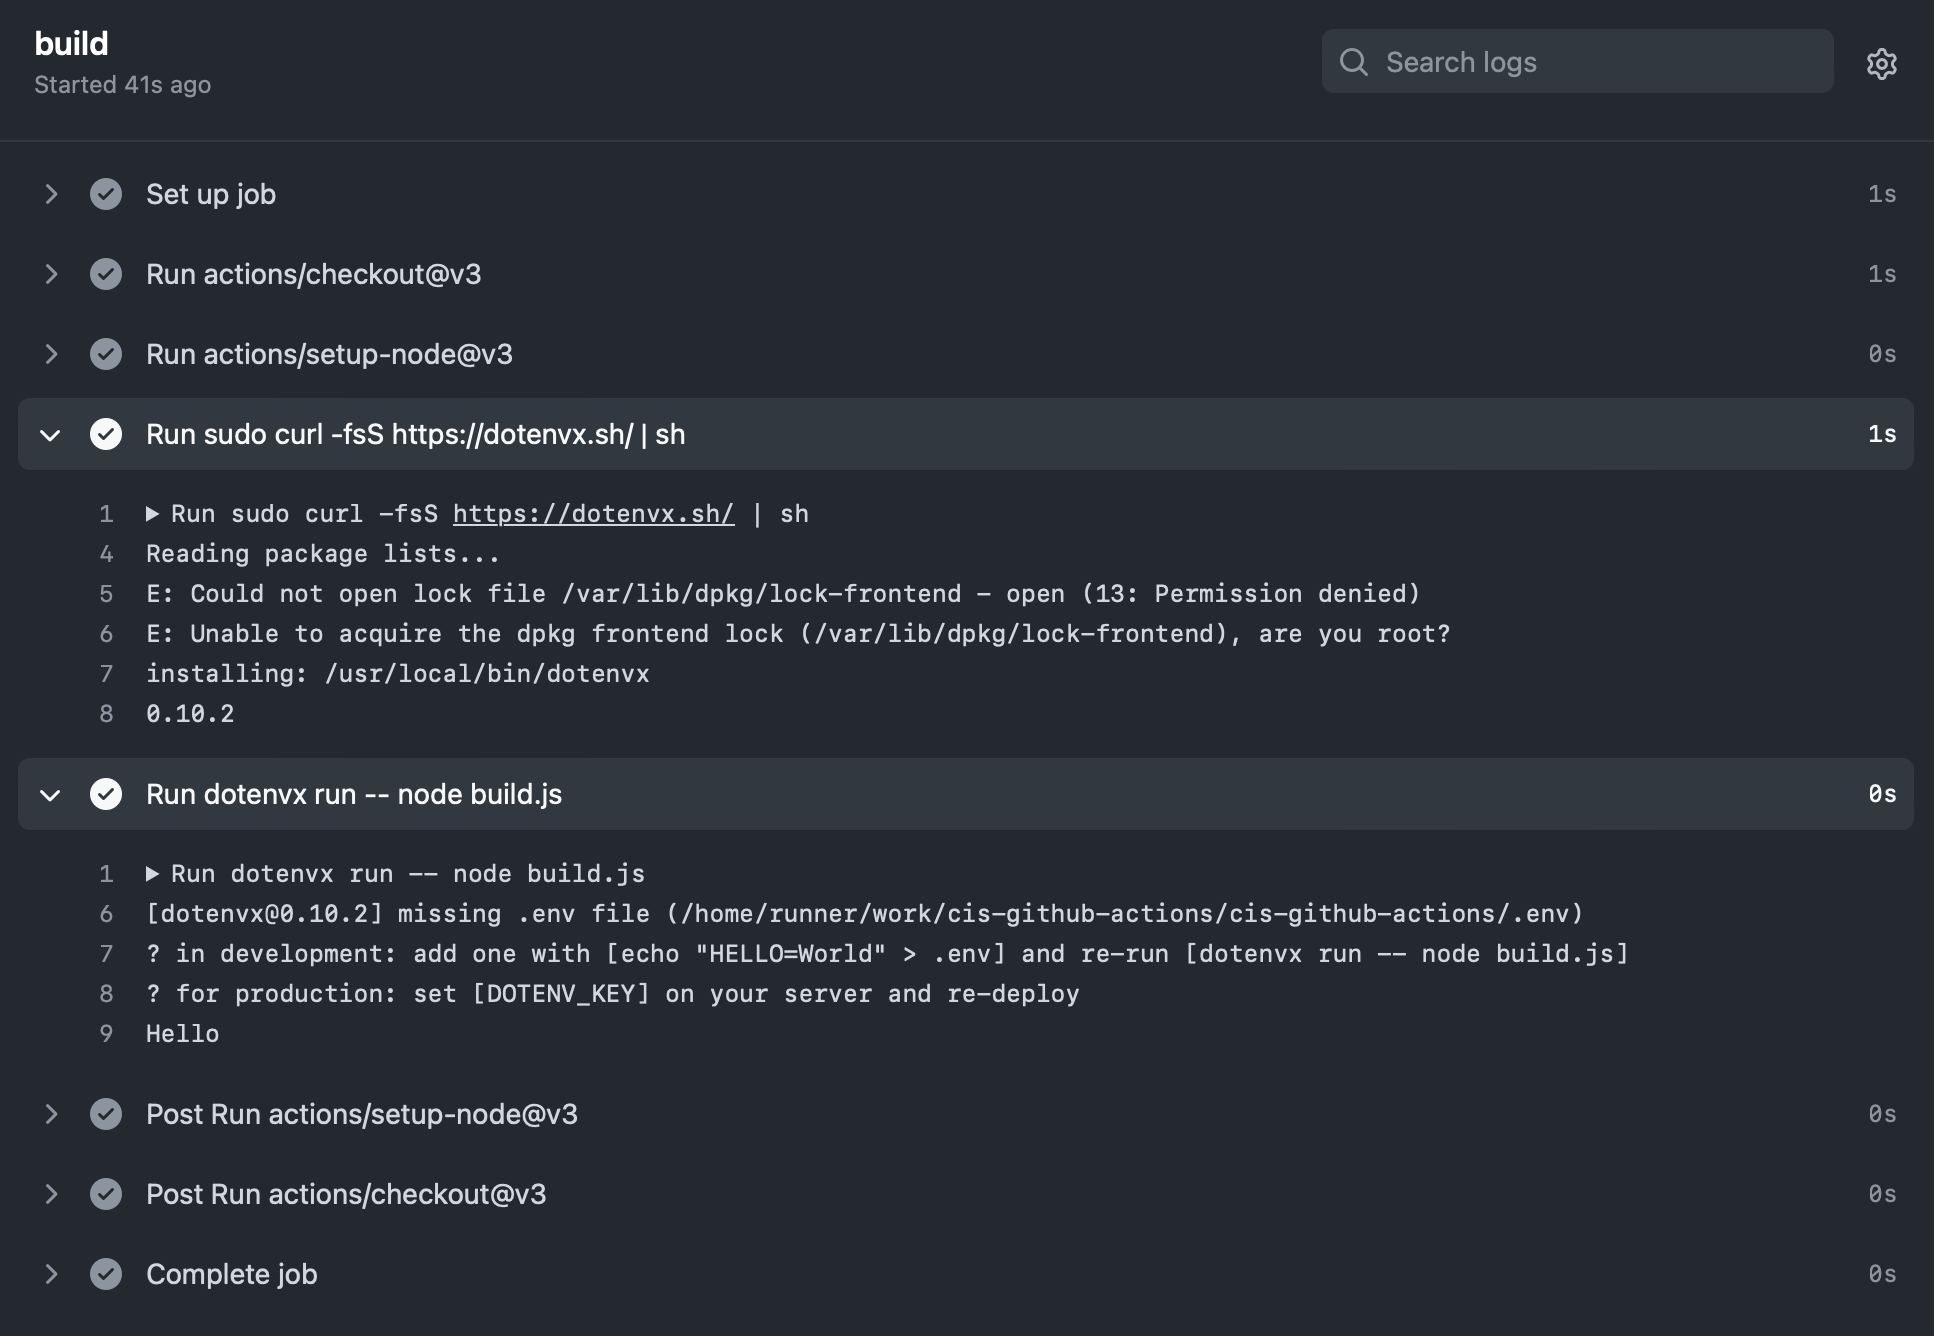 build
Started 41s ago
Search logs
Set up job 1s
Run actions/checkout@v3 1s
Run actions/setup-node@v3 0s
Run sudo curl -fsS https://dotenvx.sh/ | sh 1s
1 ▶ Run sudo curl -fsS https://dotenvx.sh/ | sh
4 Reading package lists...
5 E: Could not open lock file /var/lib/dpkg/lock-frontend - open (13: Permission denied)
6 E: Unable to acquire the dpkg frontend lock (/var/lib/dpkg/lock-frontend), are you root?
7 installing: /usr/local/bin/dotenvx
8 0.10.2
Run dotenvx run -- node build.js 0s
1 ▶ Run dotenvx run -- node build.js
6 [dotenvx@0.10.2] missing .env file (/home/runner/work/cis-github-actions/cis-github-actions/.env)
7 ? in development: add one with [echo "HELLO=World" > .env] and re-run [dotenvx run -- node build.js]
8 ? for production: set [DOTENV_KEY] on your server and re-deploy
9 Hello
Post Run actions/setup-node@v3 0s
Post Run actions/checkout@v3 0s
Complete job 0s